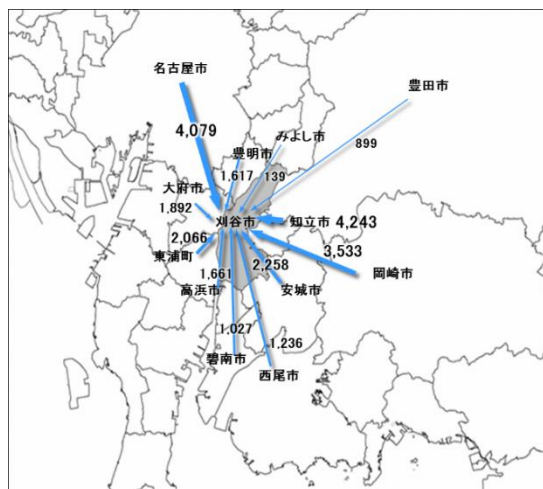 名古屋市
豊田市
4,079
みよし市
899
豊明市
1,617
139
大府市
1,892
刈谷市
知立市
4,243
2,066
3,533
東浦町
2,258
岡崎市
1,661
高浜市
安城市
1,027
1,236
碧南市
西尾市